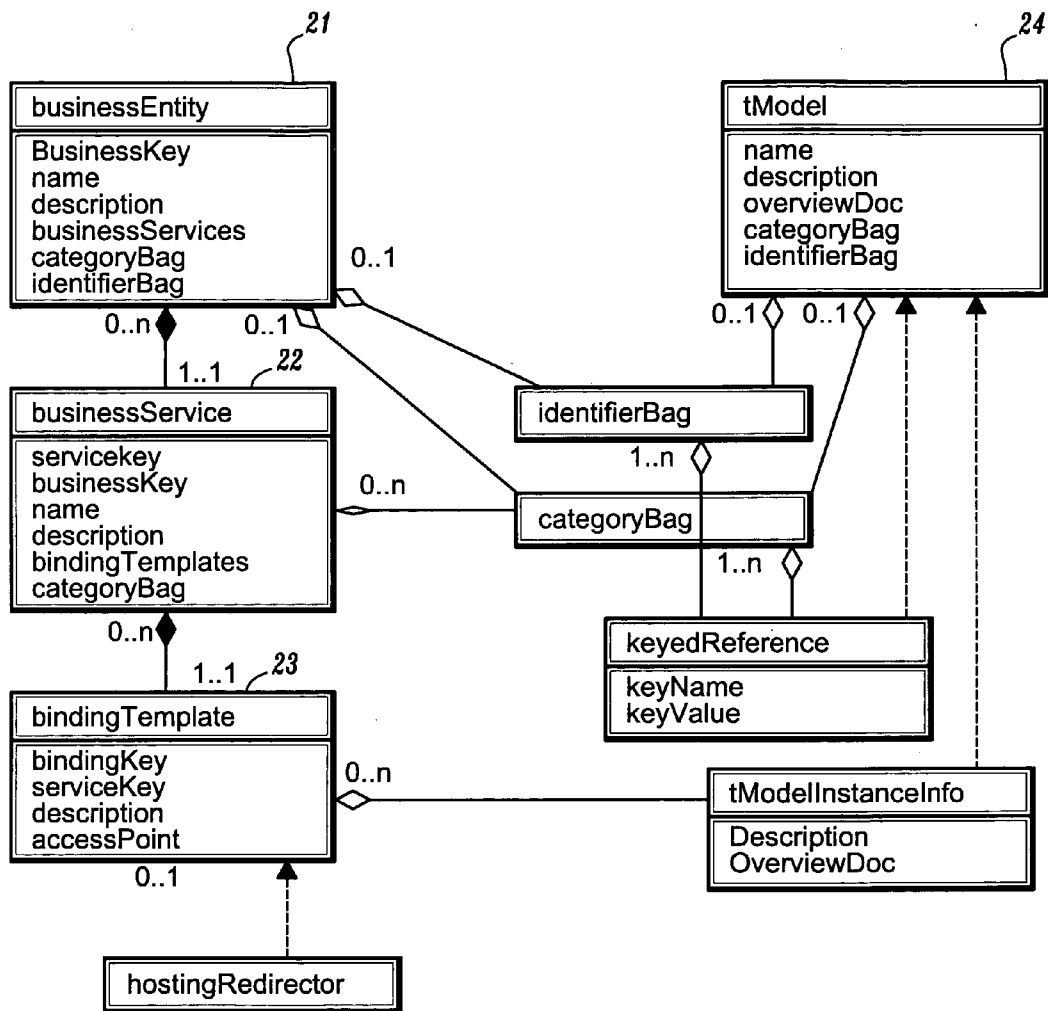 21
24
businessEntity
BusinessKey
name
description
businessServices
categoryBag
identifierBag
tModel
name
description
overviewDoc
categoryBag
identifierBag
0..1
0..n
0..1
0..1
0..1
1..1
22
businessService
servicekey
businessKey
name
description
bindingTemplates
categoryBag
identifierBag
1..n
0..n
categoryBag
1..n
0..n
1..1
23
keyedReference
keyName
keyValue
bindingTemplate
bindingKey
serviceKey
description
accessPoint
0..n
tModelInstanceInfo
Description
OverviewDoc
0..1
hostingRedirector